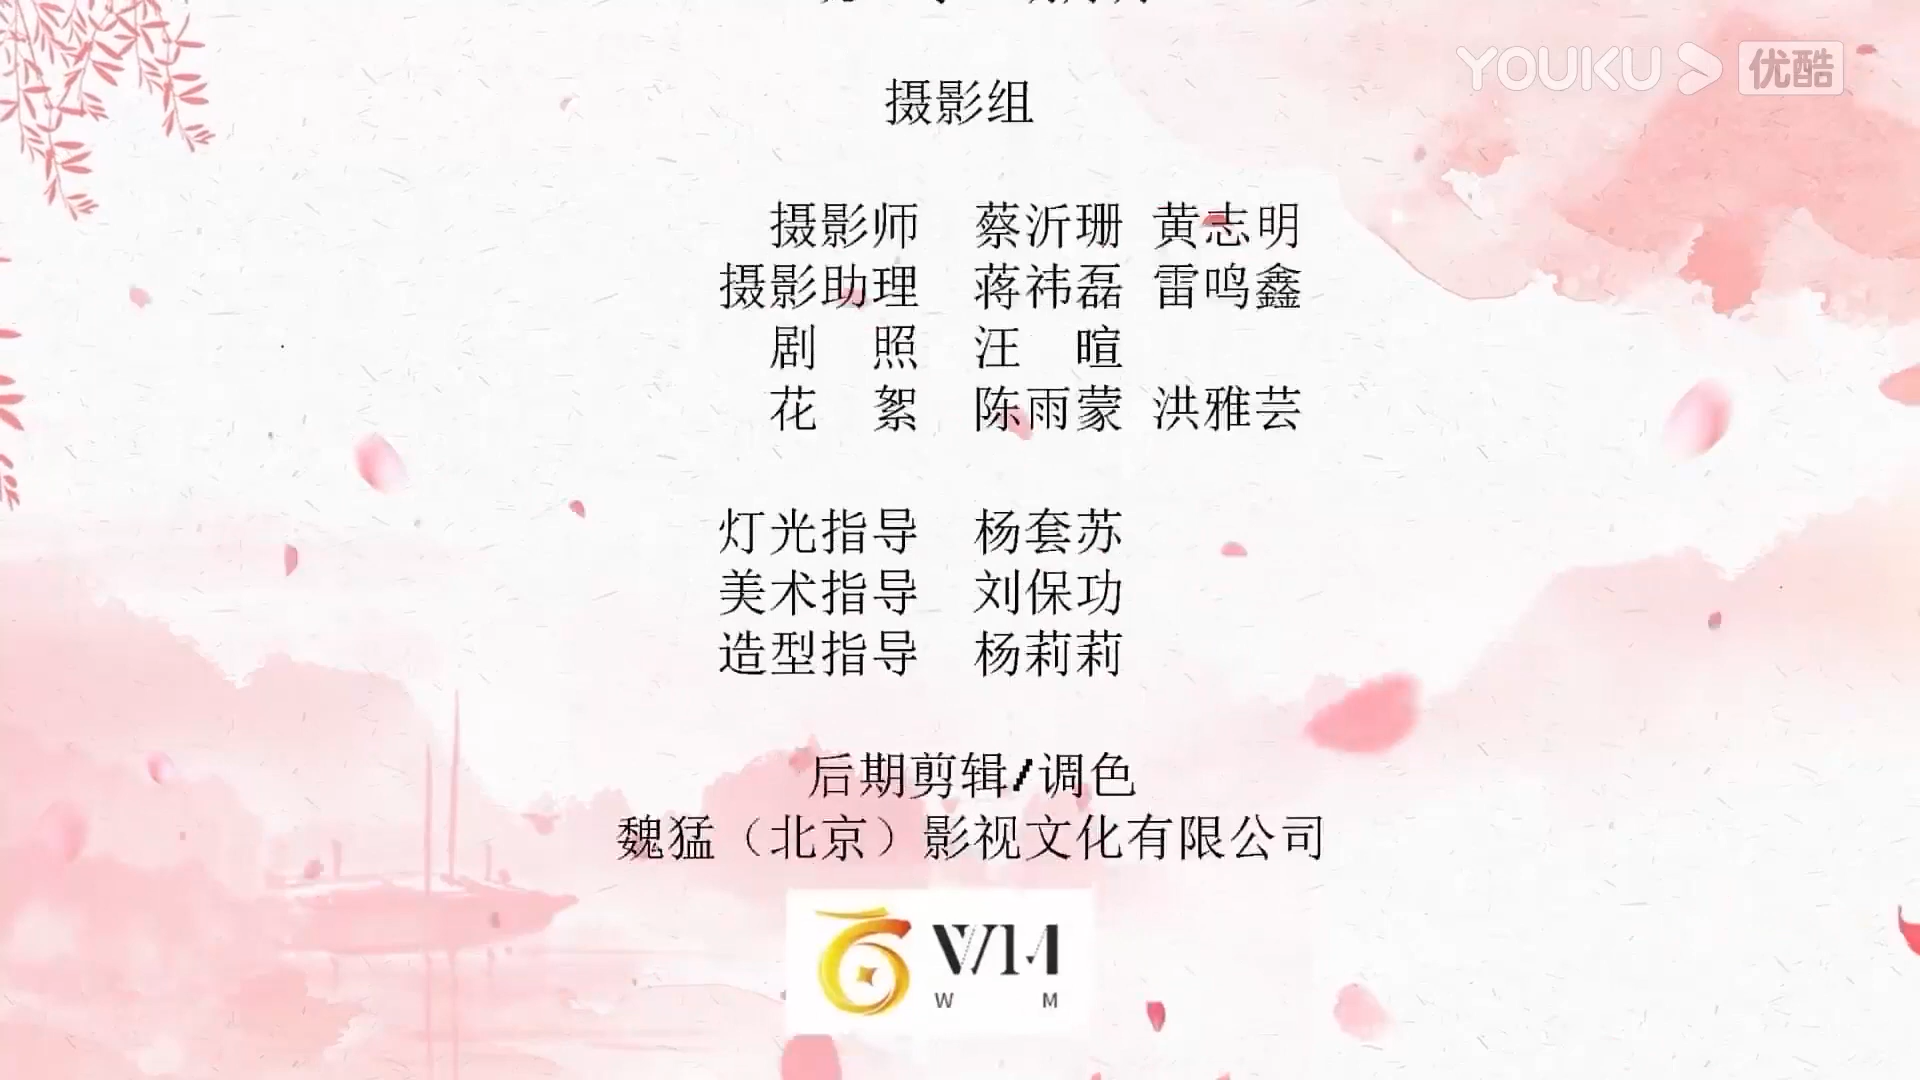 YOUKU 优酷
摄影组
摄影师 蔡沂珊 黄志明
摄影助理 蒋祎磊 雷鸣鑫
剧 照 汪 暄
花 絮 陈雨蒙 洪雅芸
灯光指导 杨套苏
美术指导 刘保功
造型指导 杨莉莉
后期剪辑/调色
魏猛（北京）影视文化有限公司
WM
W M